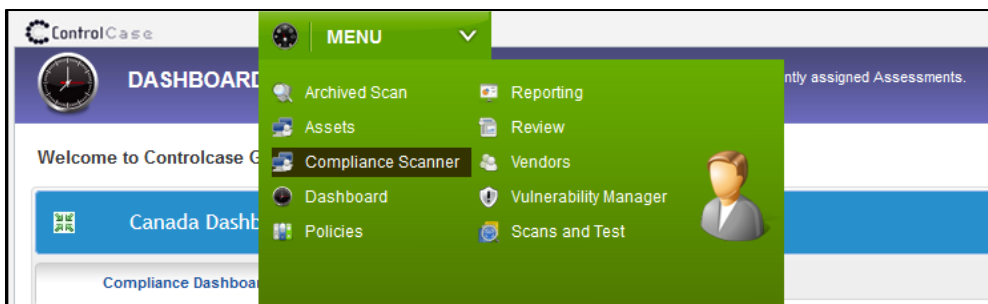 ControlCase
MENU
DASHBOARD
ntly assigned Assessments.
Archived Scan
Reporting
Assets
Review
Welcome to Controlcase G
Compliance Scanner
Vendors
Dashboard
Vulnerability Manager
Canada Dashb
Policies
Scans and Test
Compliance Dashboa